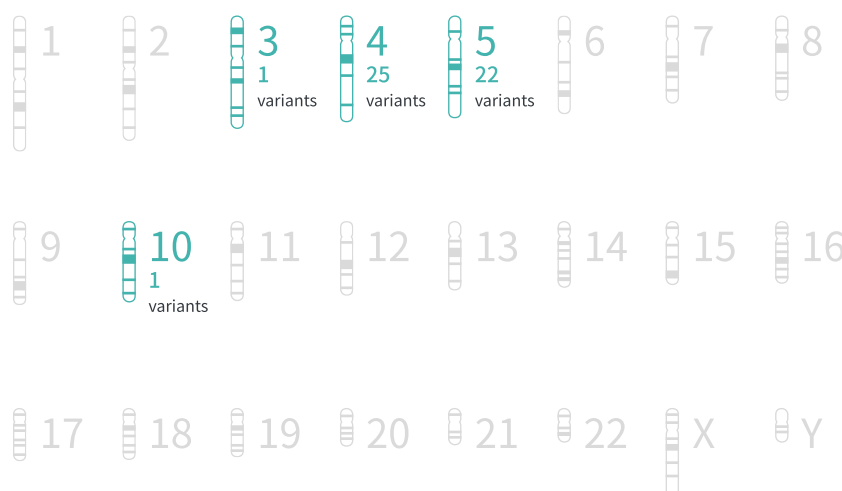 1 2 3 4 5 6 7 8
1 25 22
variants variants variants
9 10 11 12 13 14 15 16
1
variants
17 18 19 20 21 22 X Y